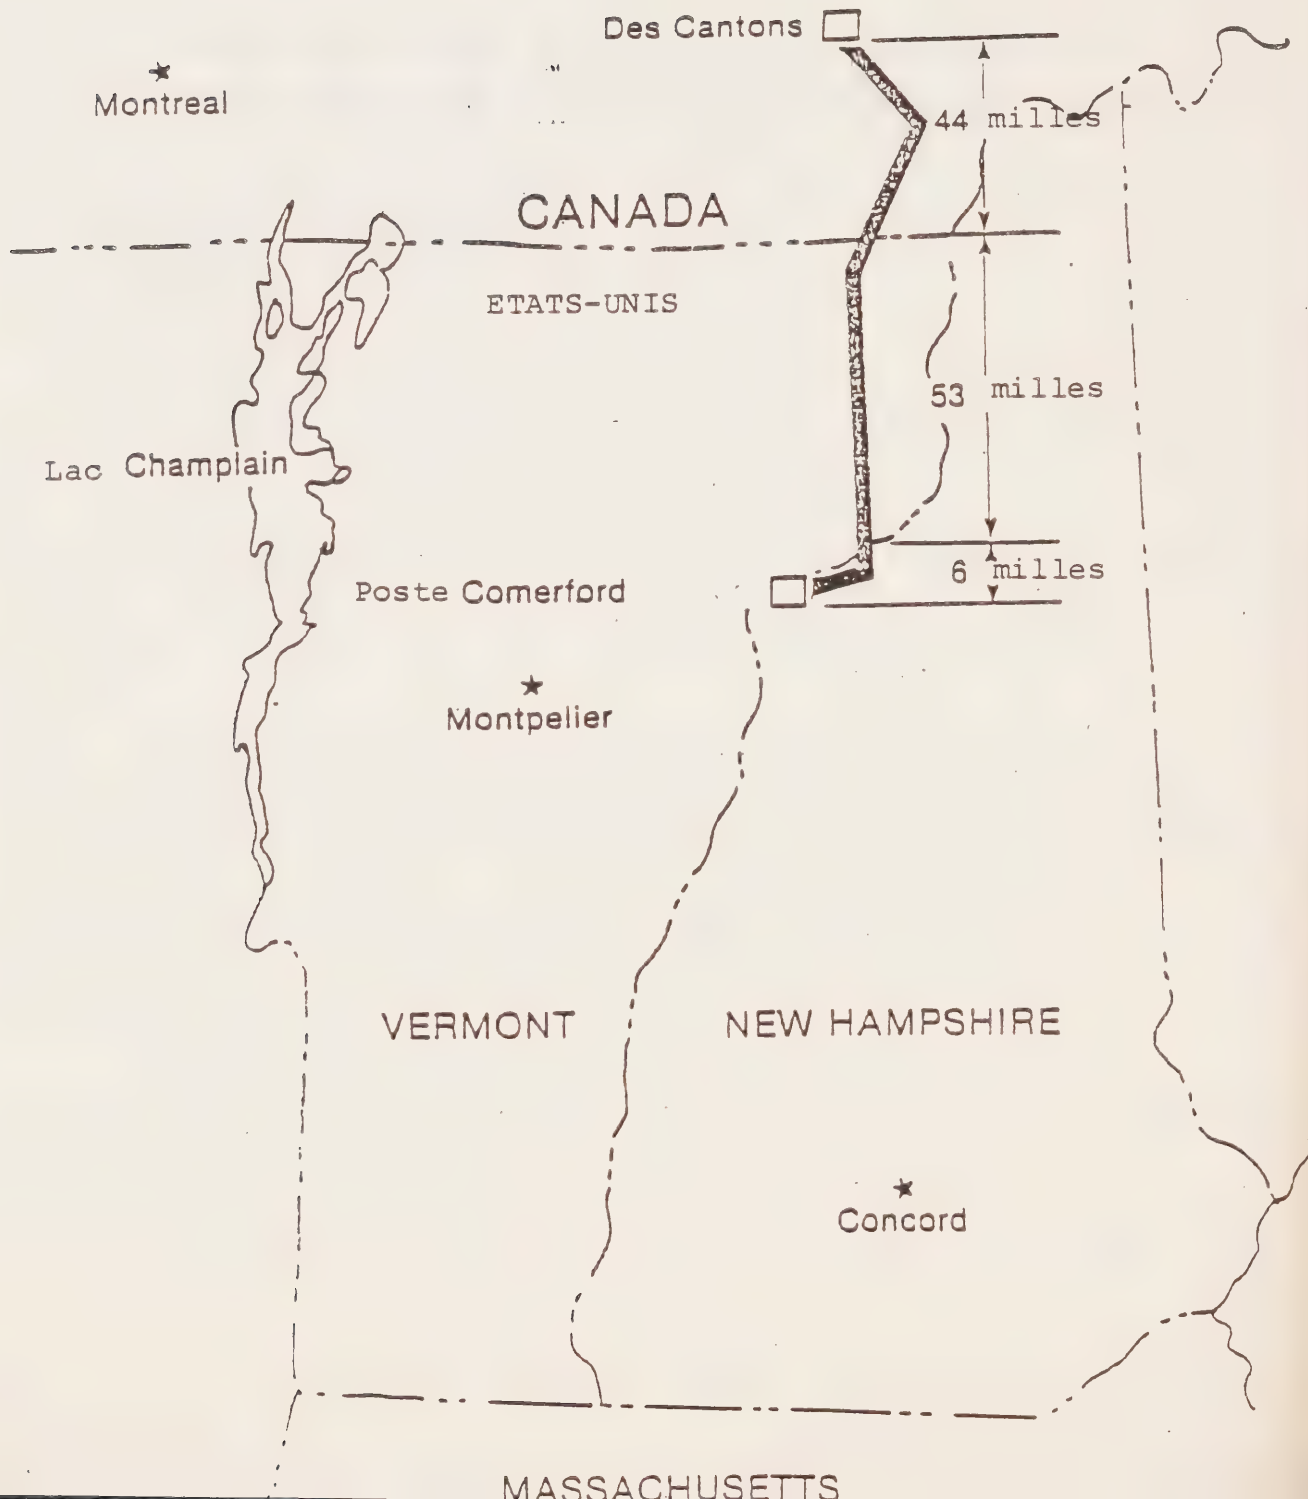 Des Cantons
Montreal
44 milles
CANADA
ETATS-UNIS
53 milles
Lac Champlain
6 milles
Poste Comerford
Montpelier
VERMONT
NEW HAMPSHIRE
Concord
MASSACHUSETTS